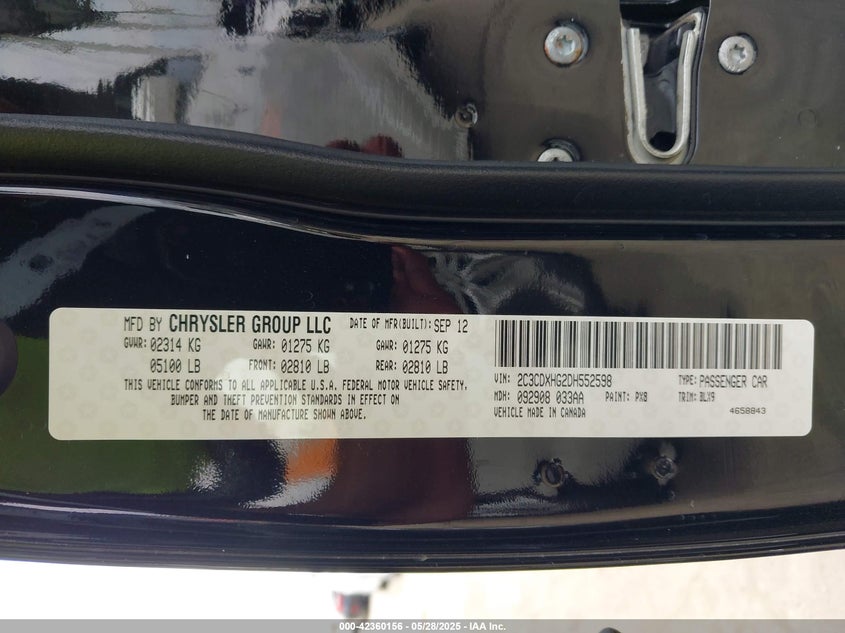 MFD BY CHRYSLER GROUP LLC DATE OF MFR(BUILT): SEP 12
GVWR: 02314 KG GAWR: 01275 KG GAWR: 01275 KG
05100 LB FRONT: 02810 LB REAR: 02810 LB
THIS VEHICLE CONFORMS TO ALL APPLICABLE U.S.A. FEDERAL MOTOR VEHICLE SAFETY,
BUMPER AND THEFT PREVENTION STANDARDS IN EFFECT ON
THE DATE OF MANUFACTURE SHOWN ABOVE.
VIN: 2C3CDXHG2DH552598 TYPE: PASSENGER CAR
MDH: 092908 033AA PAINT: PX8 TRIM: BLX9
VEHICLE MADE IN CANADA 4658843
000-42360156 — 05/28/2025 — IAA Inc.